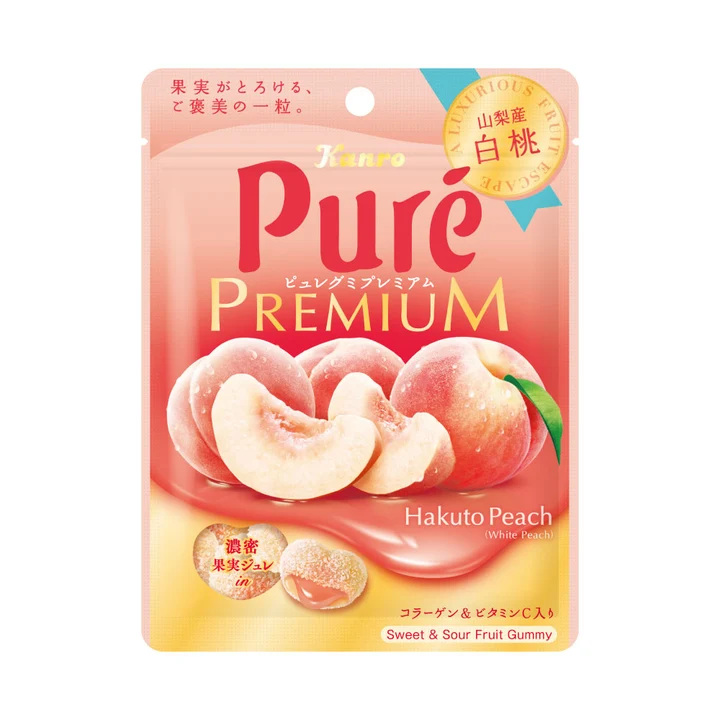 果実がとろける、
ご褒美の一粒。
A LUXURIOUS FRUIT ESCAPE
山梨産
白桃
Kanro
Puré
ピュレグミプレミアム
PREMIUM
Hakuto Peach
(White Peach)
濃密
果実ジュレ
in
コラーゲン&ビタミンC入り
Sweet & Sour Fruit Gummy